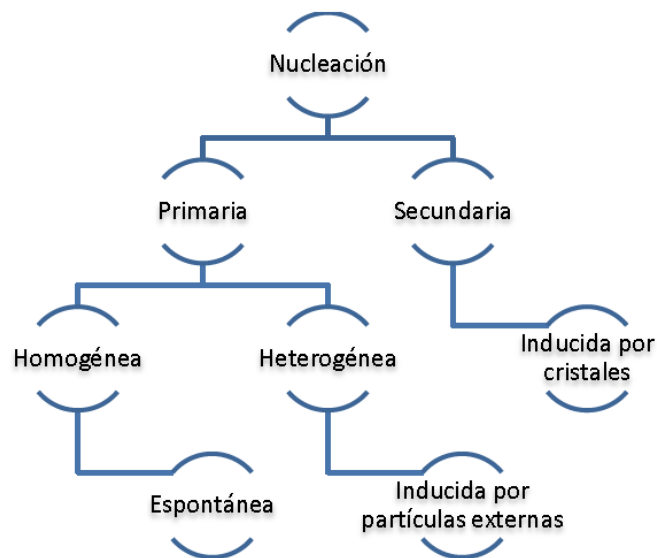 Nucleación
Primaria
Secundaria
Homogénea
Heterogénea
Inducida por
cristales
Espontánea
Inducida por
partículas externas